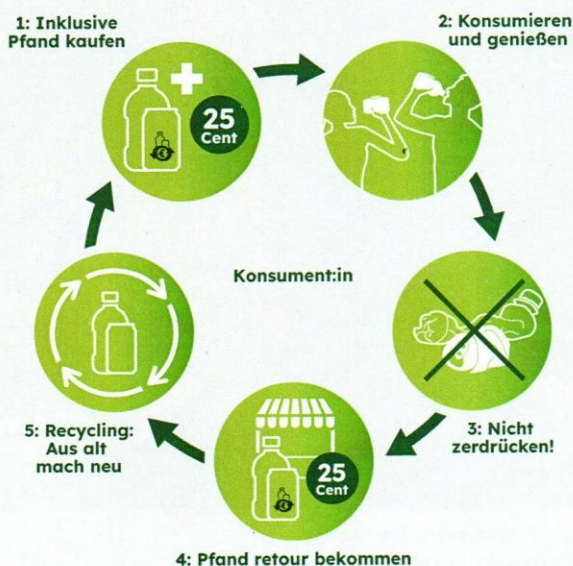 1: Inklusive
Pfand kaufen
25
Cent
2: Konsumieren
und genießen
Konsument:in
3: Nicht
zerdrücken!
25
Cent
4: Pfand retour bekommen
5: Recycling:
Aus alt
mach neu